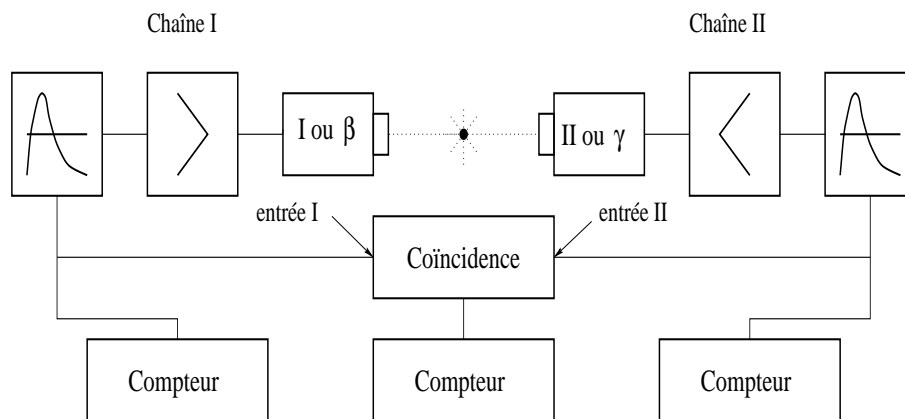 Chaîne I
Chaîne II
I ou β
II ou γ
entrée I
entrée II
Coïncidence
Compteur
Compteur
Compteur